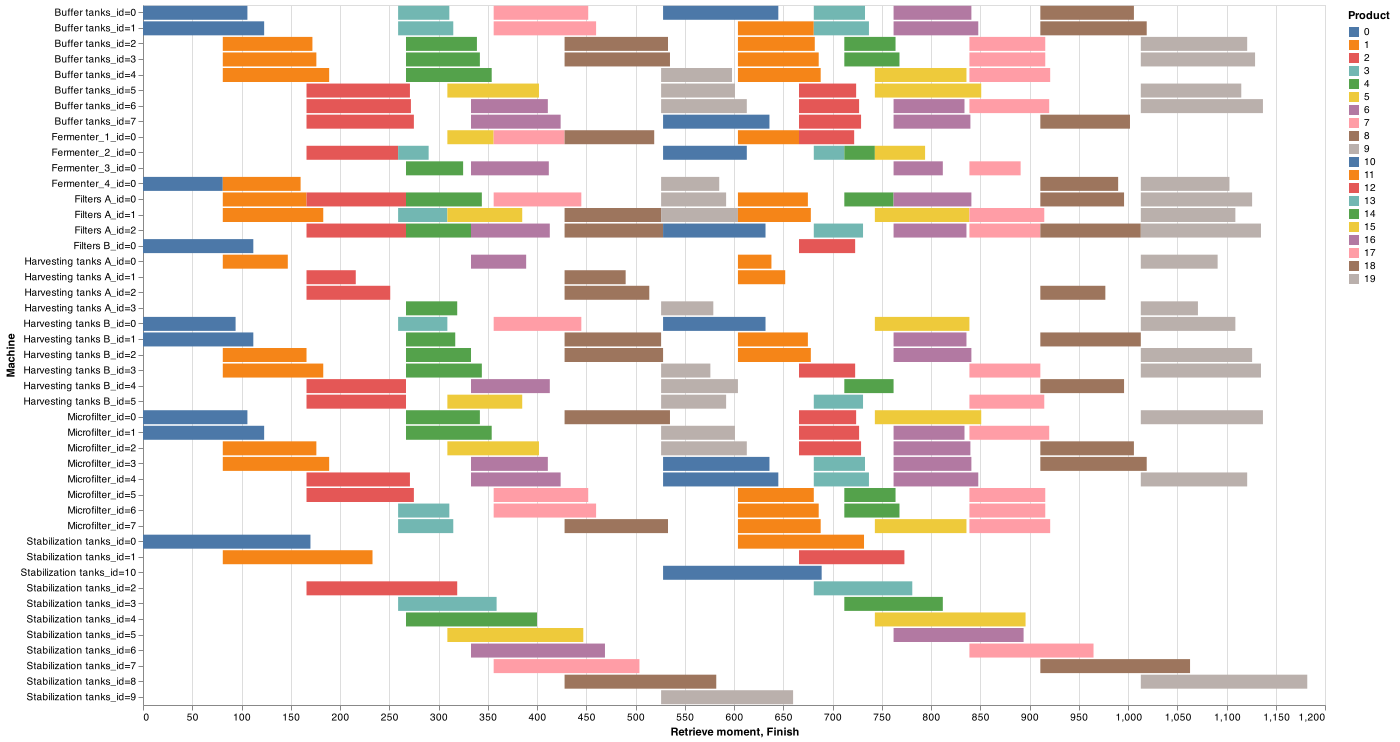 Product
0
1
2
3
4
5
6
7
8
9
10
11
12
13
14
15
16
17
18
19
Machine
Buffer tanks_id=0
Buffer tanks_id=1
Buffer tanks_id=2
Buffer tanks_id=3
Buffer tanks_id=4
Buffer tanks_id=5
Buffer tanks_id=6
Buffer tanks_id=7
Fermenter_1_id=0
Fermenter_2_id=0
Fermenter_3_id=0
Fermenter_4_id=0
Filters A_id=0
Filters A_id=1
Filters A_id=2
Filters B_id=0
Harvesting tanks A_id=0
Harvesting tanks A_id=1
Harvesting tanks A_id=2
Harvesting tanks A_id=3
Harvesting tanks B_id=0
Harvesting tanks B_id=1
Harvesting tanks B_id=2
Harvesting tanks B_id=3
Harvesting tanks B_id=4
Harvesting tanks B_id=5
Microfilter_id=0
Microfilter_id=1
Microfilter_id=2
Microfilter_id=3
Microfilter_id=4
Microfilter_id=5
Microfilter_id=6
Microfilter_id=7
Stabilization tanks_id=0
Stabilization tanks_id=1
Stabilization tanks_id=10
Stabilization tanks_id=2
Stabilization tanks_id=3
Stabilization tanks_id=4
Stabilization tanks_id=5
Stabilization tanks_id=6
Stabilization tanks_id=7
Stabilization tanks_id=8
Stabilization tanks_id=9
0 50 100 150 200 250 300 350 400 450 500 550 600 650 700 750 800 850 900 950 1,000 1,050 1,100 1,150 1,200
Retrieve moment, Finish